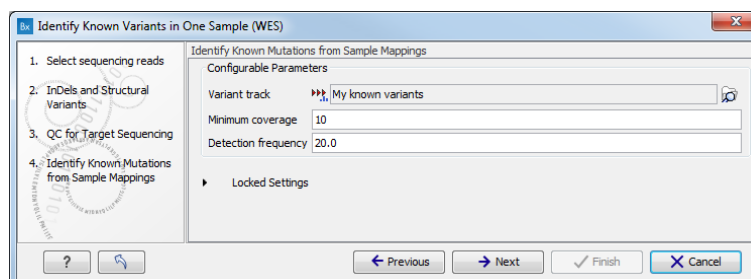 Bx Identify Known Variants in One Sample (WES)
x
1. Select sequencing reads
2. InDels and Structural
Variants
3. QC for Target Sequencing
4. Identify Known Mutations
from Sample Mappings
Identify Known Mutations from Sample Mappings
Configurable Parameters
Variant track My known variants
Minimum coverage 10
Detection frequency 20.0
Locked Settings
? Previous Next Finish Cancel